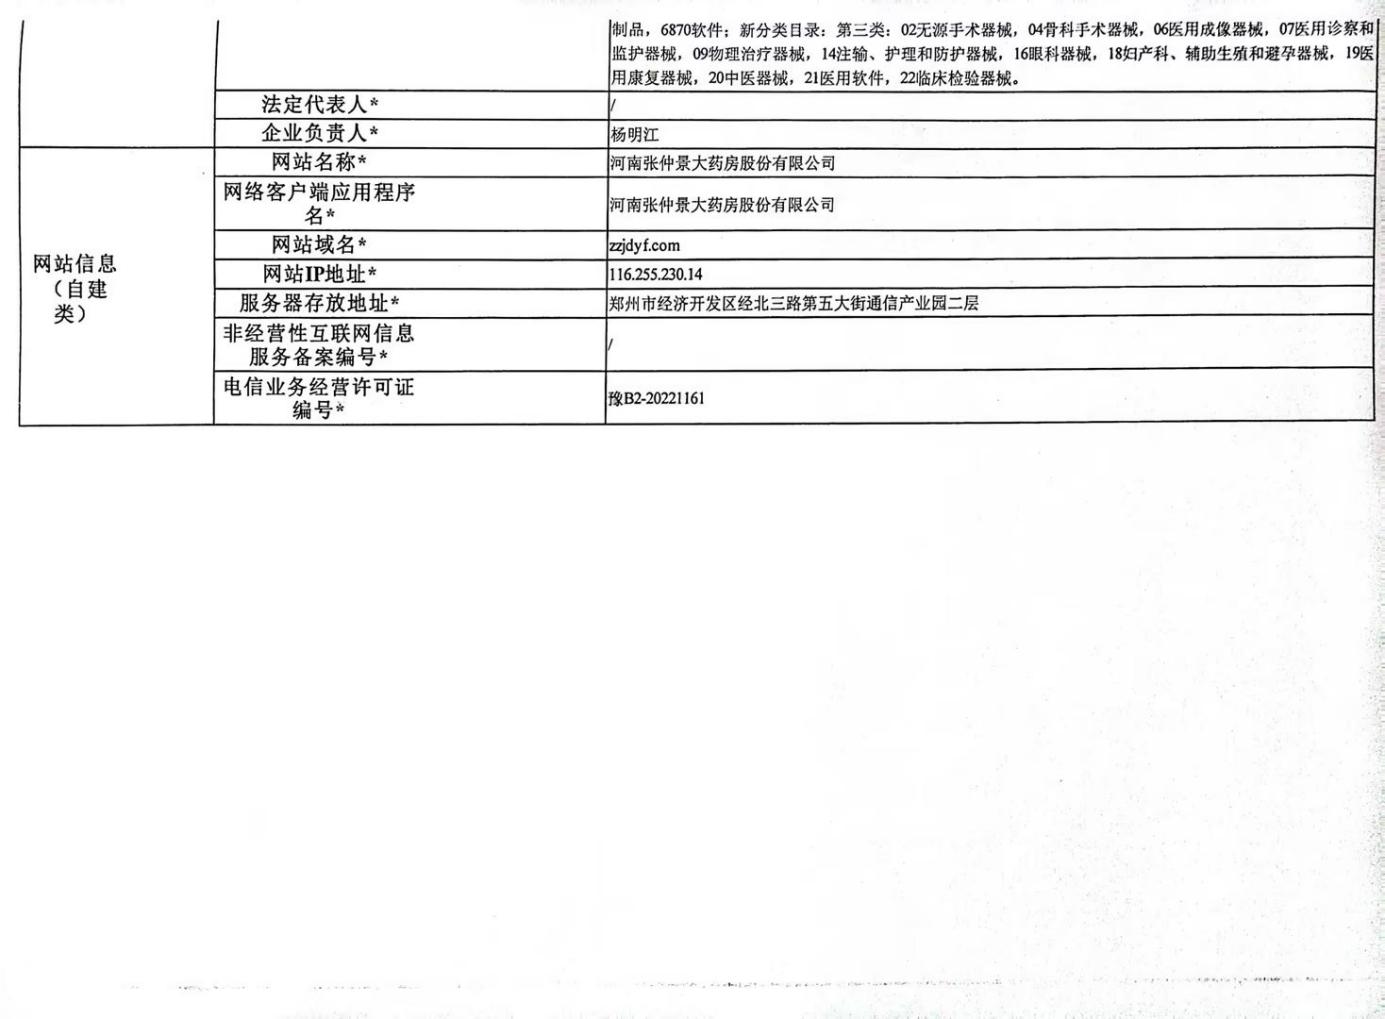 制品，6870软件；新分类目录：第三类：02无源手术器械，04骨科手术器械，06医用成像器械，07医用诊察和
监护器械，09物理治疗器械，14注输、护理和防护器械，16眼科器械，18妇产科、辅助生殖和避孕器械，19医
用康复器械，20中医器械，21医用软件，22临床检验器械。
法定代表人*
/
企业负责人*
杨明江
网站信息
（自建
类）
网站名称*
河南张仲景大药房股份有限公司
网络客户端应用程序
名*
河南张仲景大药房股份有限公司
网站域名*
zzjdyf.com
网站IP地址*
116.255.230.14
服务器存放地址*
郑州市经济开发区经北三路第五大街通信产业园二层
非经营性互联网信息
服务备案编号*
/
电信业务经营许可证
编号*
豫B2-20221161